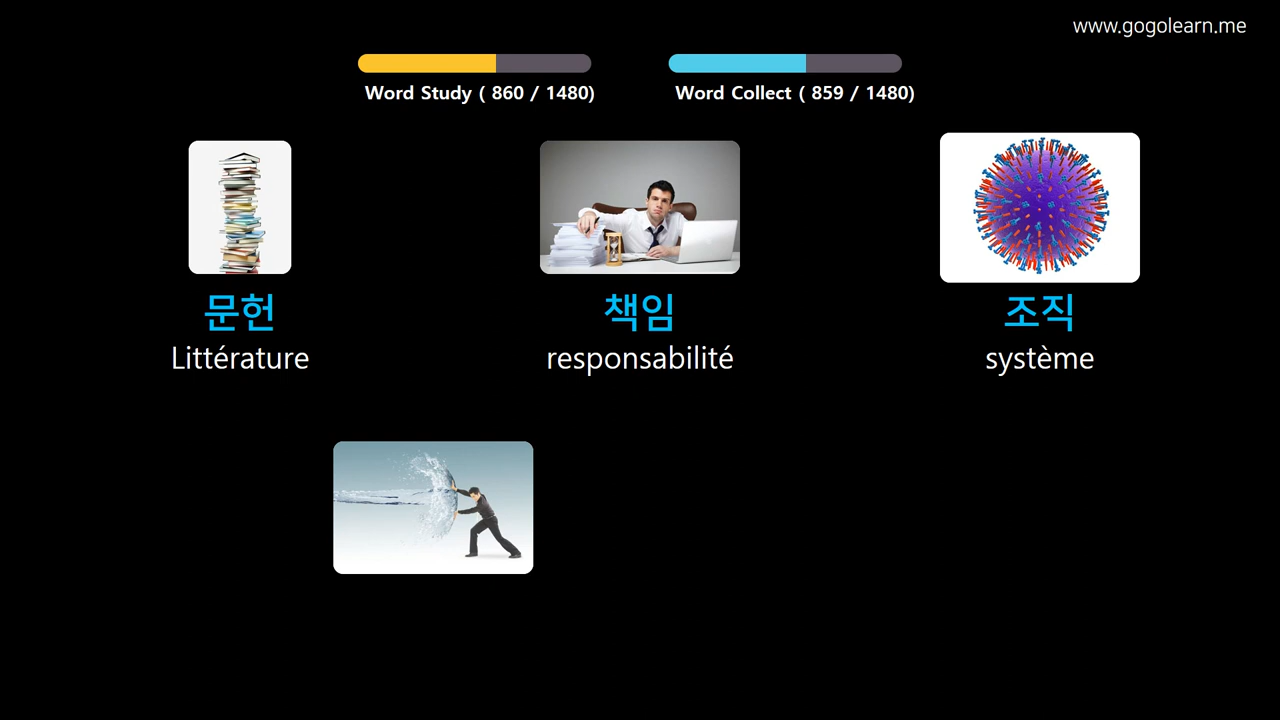 www.gogolearn.me
Word Study ( 860 / 1480)
Word Collect ( 859 / 1480)
문헌
Littérature
책임
responsabilité
조직
système